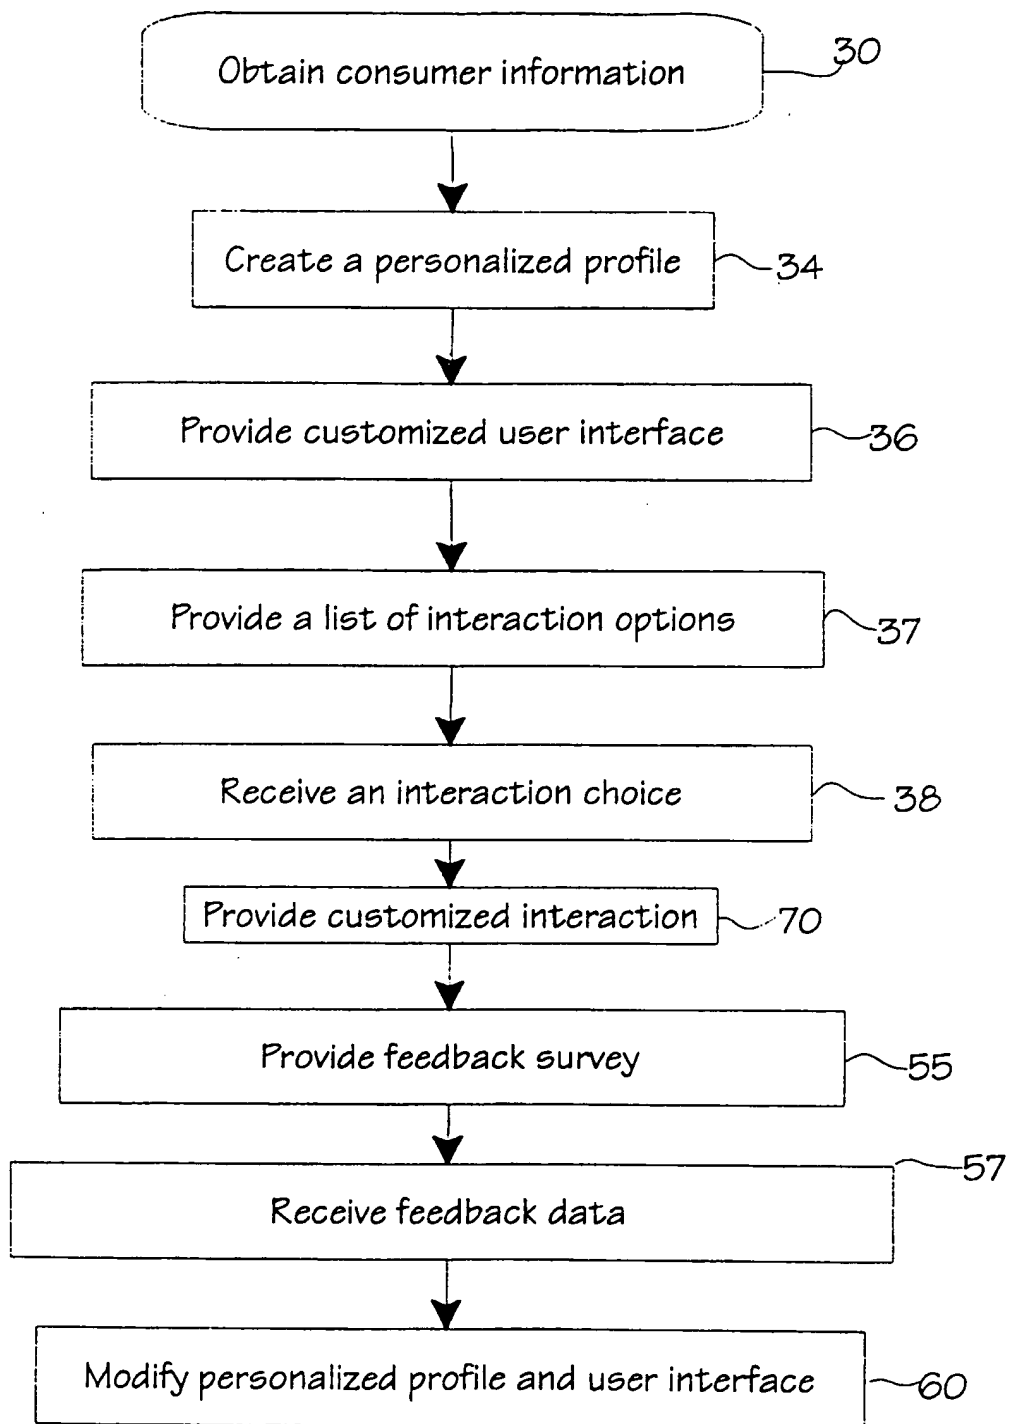 Obtain consumer information
30
Create a personalized profile
34
Provide customized user interface
36
Provide a list of interaction options
37
Receive an interaction choice
38
Provide customized interaction
70
Provide feedback survey
55
57
Receive feedback data
Modify personalized profile and user interface
60